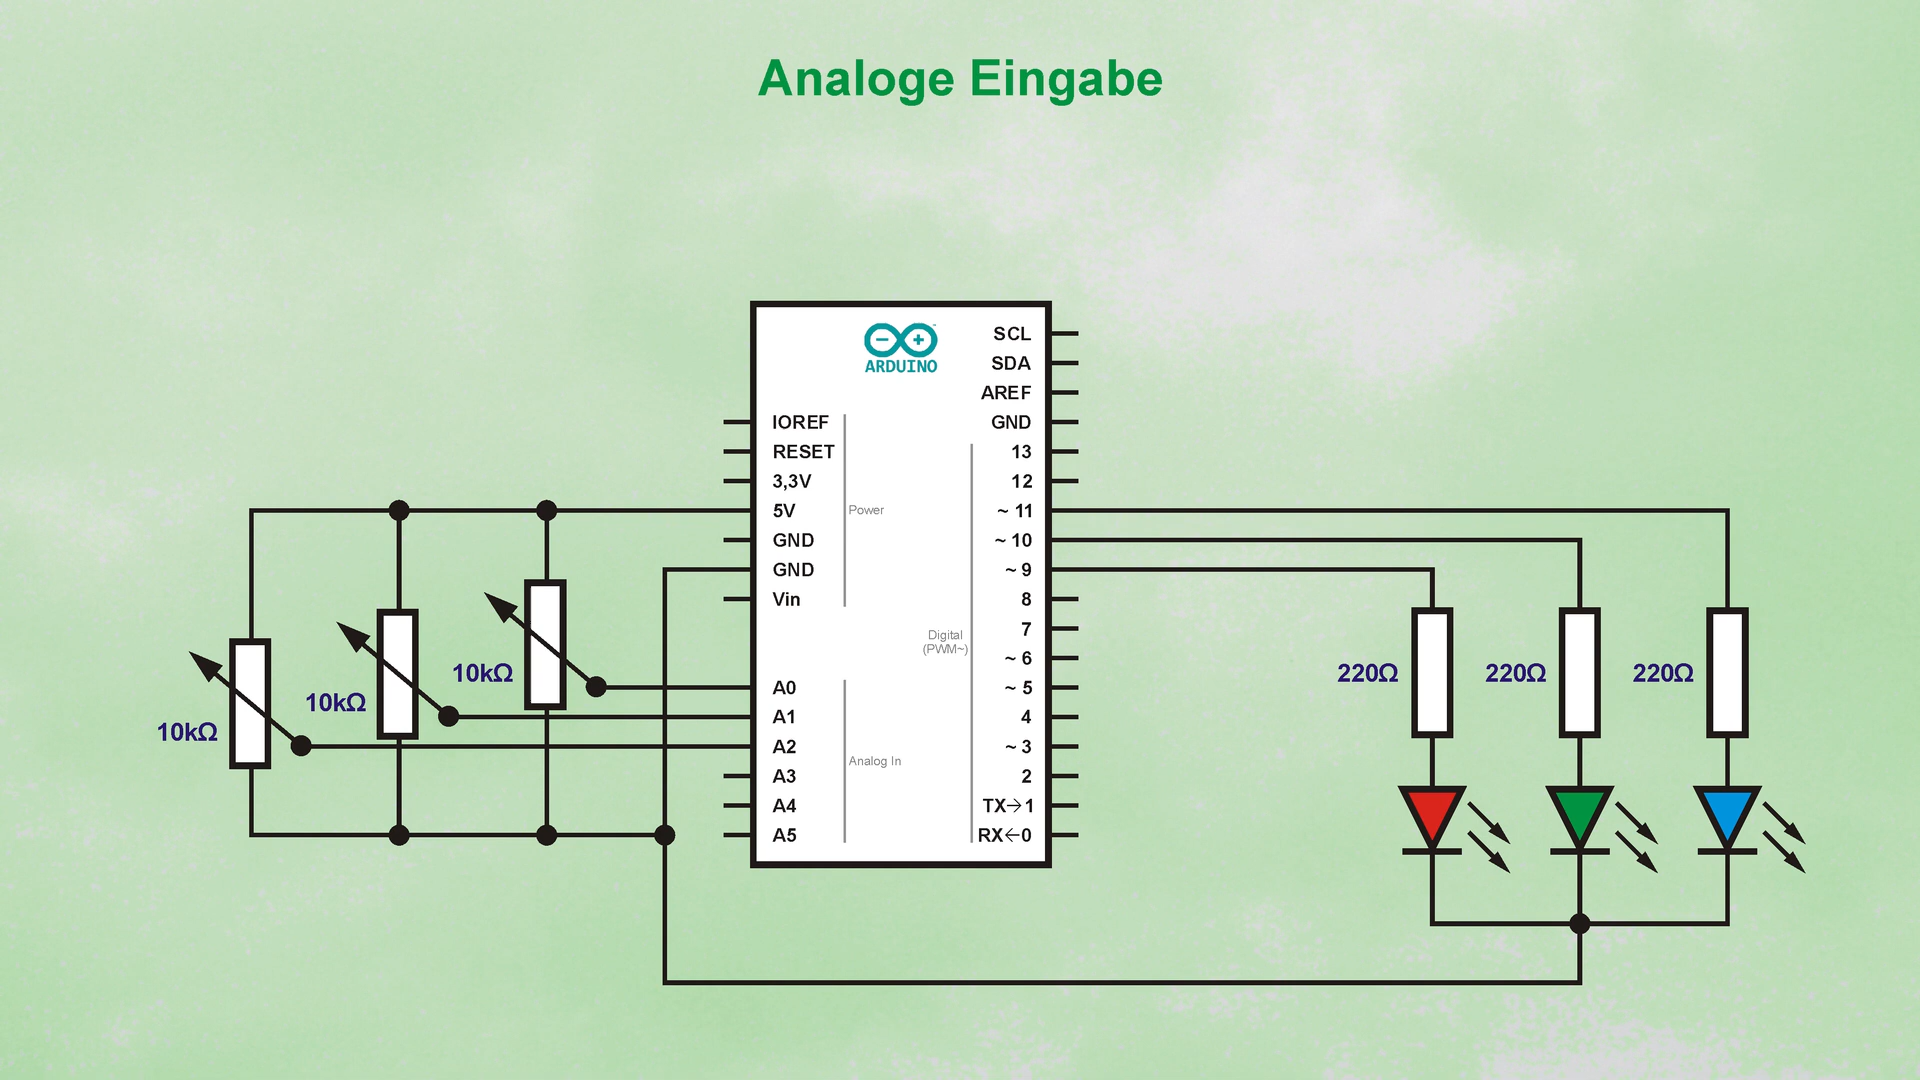 Analoge Eingabe
ARDUINO
SCL
SDA
AREF
IOREF
GND
RESET
13
3,3V
12
5V
Power
~ 11
GND
~ 10
GND
~ 9
Vin
8
Digital
(PWM~)
7
~ 6
10kΩ
10kΩ
10kΩ
A0
~ 5
A1
4
A2
~ 3
Analog In
A3
2
A4
TX→1
A5
RX←0
220Ω
220Ω
220Ω